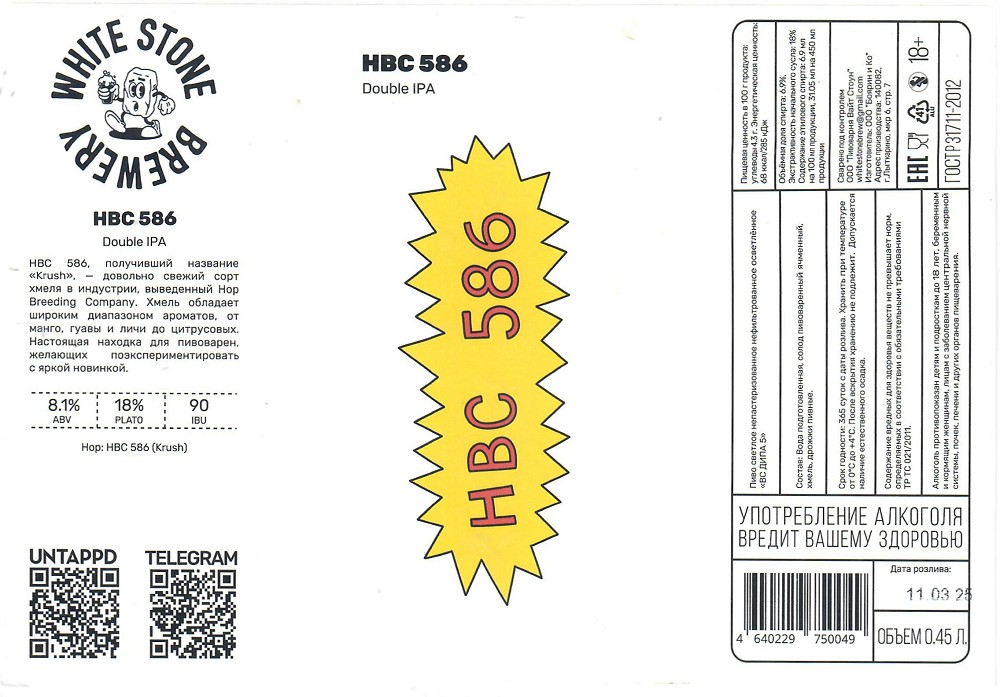 WHITE STONE
BREWERY
HBC 586
Double IPA
HBC 586, получивший название
«Krush», — довольно свежий сорт
хмеля в индустрии, выведенный Hop
Breeding Company. Хмель обладает
широким диапазоном ароматов, от
манго, гуавы и личи до цитрусовых.
Настоящая находка для пивоварен,
желающих поэкспериментировать
с яркой новинкой.
8.1% 18% 90
ABV PLATO IBU
Hop: HBC 586 (Krush)
UNTAPPD TELEGRAM
HBC 586
Double IPA
HBC 586
Пищевая ценность в 100 г продукта:
углеводы 4.3 г. Энергетическая ценность:
68 ккал/285 кДж
Объёмная доля спирта: 6.9%.
Экстрактивность начального сусла: 18%
Содержание этилового спирта: 6.9 мл
на 100 мл продукции, 31.05 мл на 450 мл
продукции
Сварено под контролем
ООО "Пивоварня Вайт Стоун"
whitestonebrew@gmail.com
Изготовитель: ООО "Боярин и Ко"
Адрес производства: 140082,
г.Лыткарино, мкр 6, стр. 7
EAC 41 ALU 18+
ГОСТ Р 31711-2012
Пиво светлое непастеризованное нефильтрованное осветлённое
«ВС ДИПА 5»
Состав: Вода подготовленная, солод пивоваренный ячменный,
хмель, дрожжи пивные.
Срок годности: 365 суток с даты розлива. Хранить при температуре
от 0°С до +4°С. После вскрытия хранению не подлежит. Допускается
наличие естественного осадка.
Содержание вредных для здоровья веществ не превышает норм,
определяемых в соответствии с обязательными требованиями
ТР ТС 021/2011.
Алкоголь противопоказан детям и подросткам до 18 лет, беременным
и кормящим женщинам, лицам с заболеванием центральной нервной
системы, почек, печени и других органов пищеварения.
УПОТРЕБЛЕНИЕ АЛКОГОЛЯ
ВРЕДИТ ВАШЕМУ ЗДОРОВЬЮ
4 640229 750049
Дата розлива:
11.03 25
ОБЪЕМ 0.45 Л.